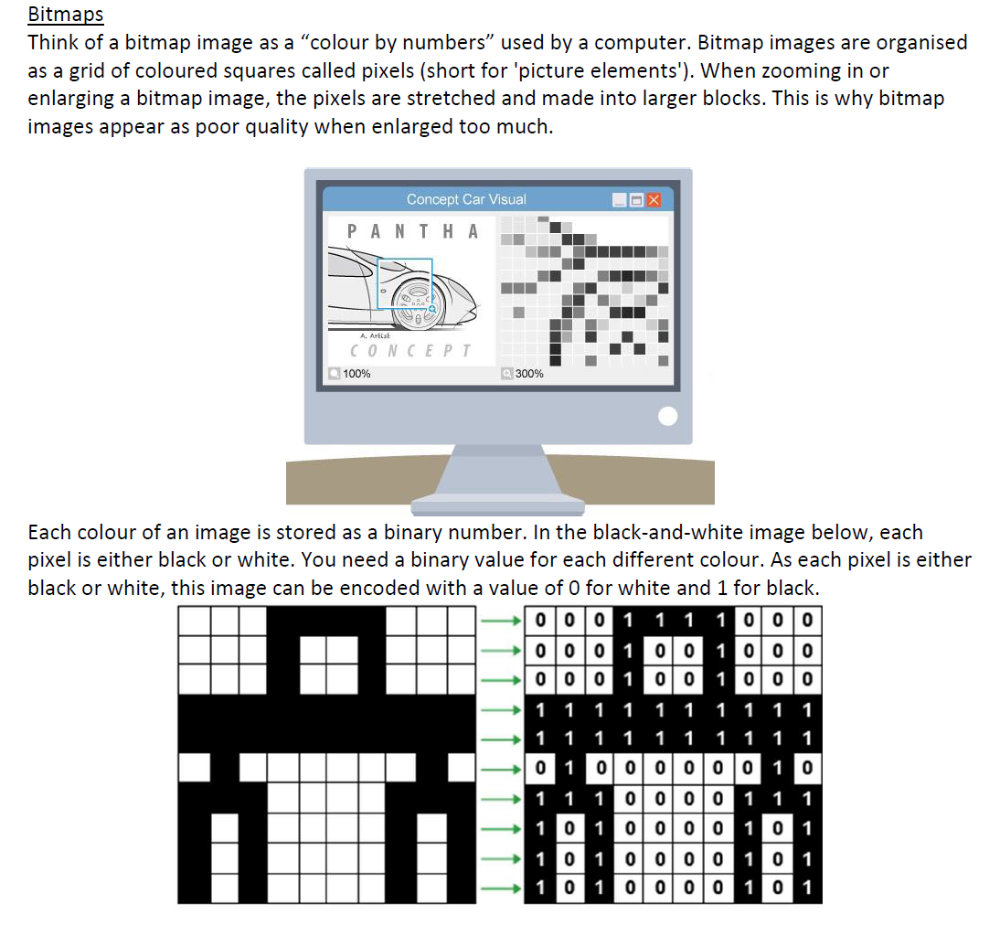 Bitmaps
Think of a bitmap image as a “colour by numbers” used by a computer. Bitmap images are organised
as a grid of coloured squares called pixels (short for 'picture elements'). When zooming in or
enlarging a bitmap image, the pixels are stretched and made into larger blocks. This is why bitmap
images appear as poor quality when enlarged too much.
Concept Car Visual
PANTHA
A. Artist
CONCEPT
100%
300%
Each colour of an image is stored as a binary number. In the black-and-white image below, each
pixel is either black or white. You need a binary value for each different colour. As each pixel is either
black or white, this image can be encoded with a value of 0 for white and 1 for black.
0 0 0 1 1 1 1 0 0 0
0 0 0 1 0 0 1 0 0 0
0 0 0 1 0 0 1 0 0 0
1 1 1 1 1 1 1 1 1 1
1 1 1 1 1 1 1 1 1 1
0 1 0 0 0 0 0 0 1 0
1 1 1 0 0 0 0 1 1 1
1 0 1 0 0 0 0 1 0 1
1 0 1 0 0 0 0 1 0 1
1 0 1 0 0 0 0 1 0 1